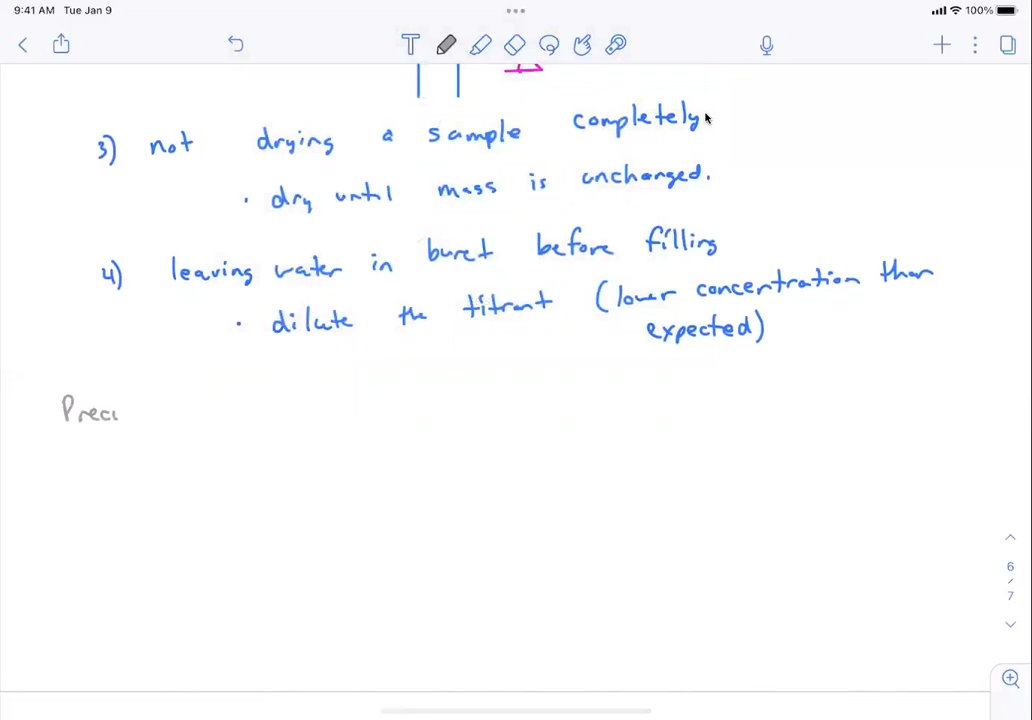 9:41 AM Tue Jan 9
100%
3) not drying a sample completely
· dry until mass is unchanged.
4) leaving water in buret before filling
· dilute the titrant (lower concentration than
expected)
6
/
7